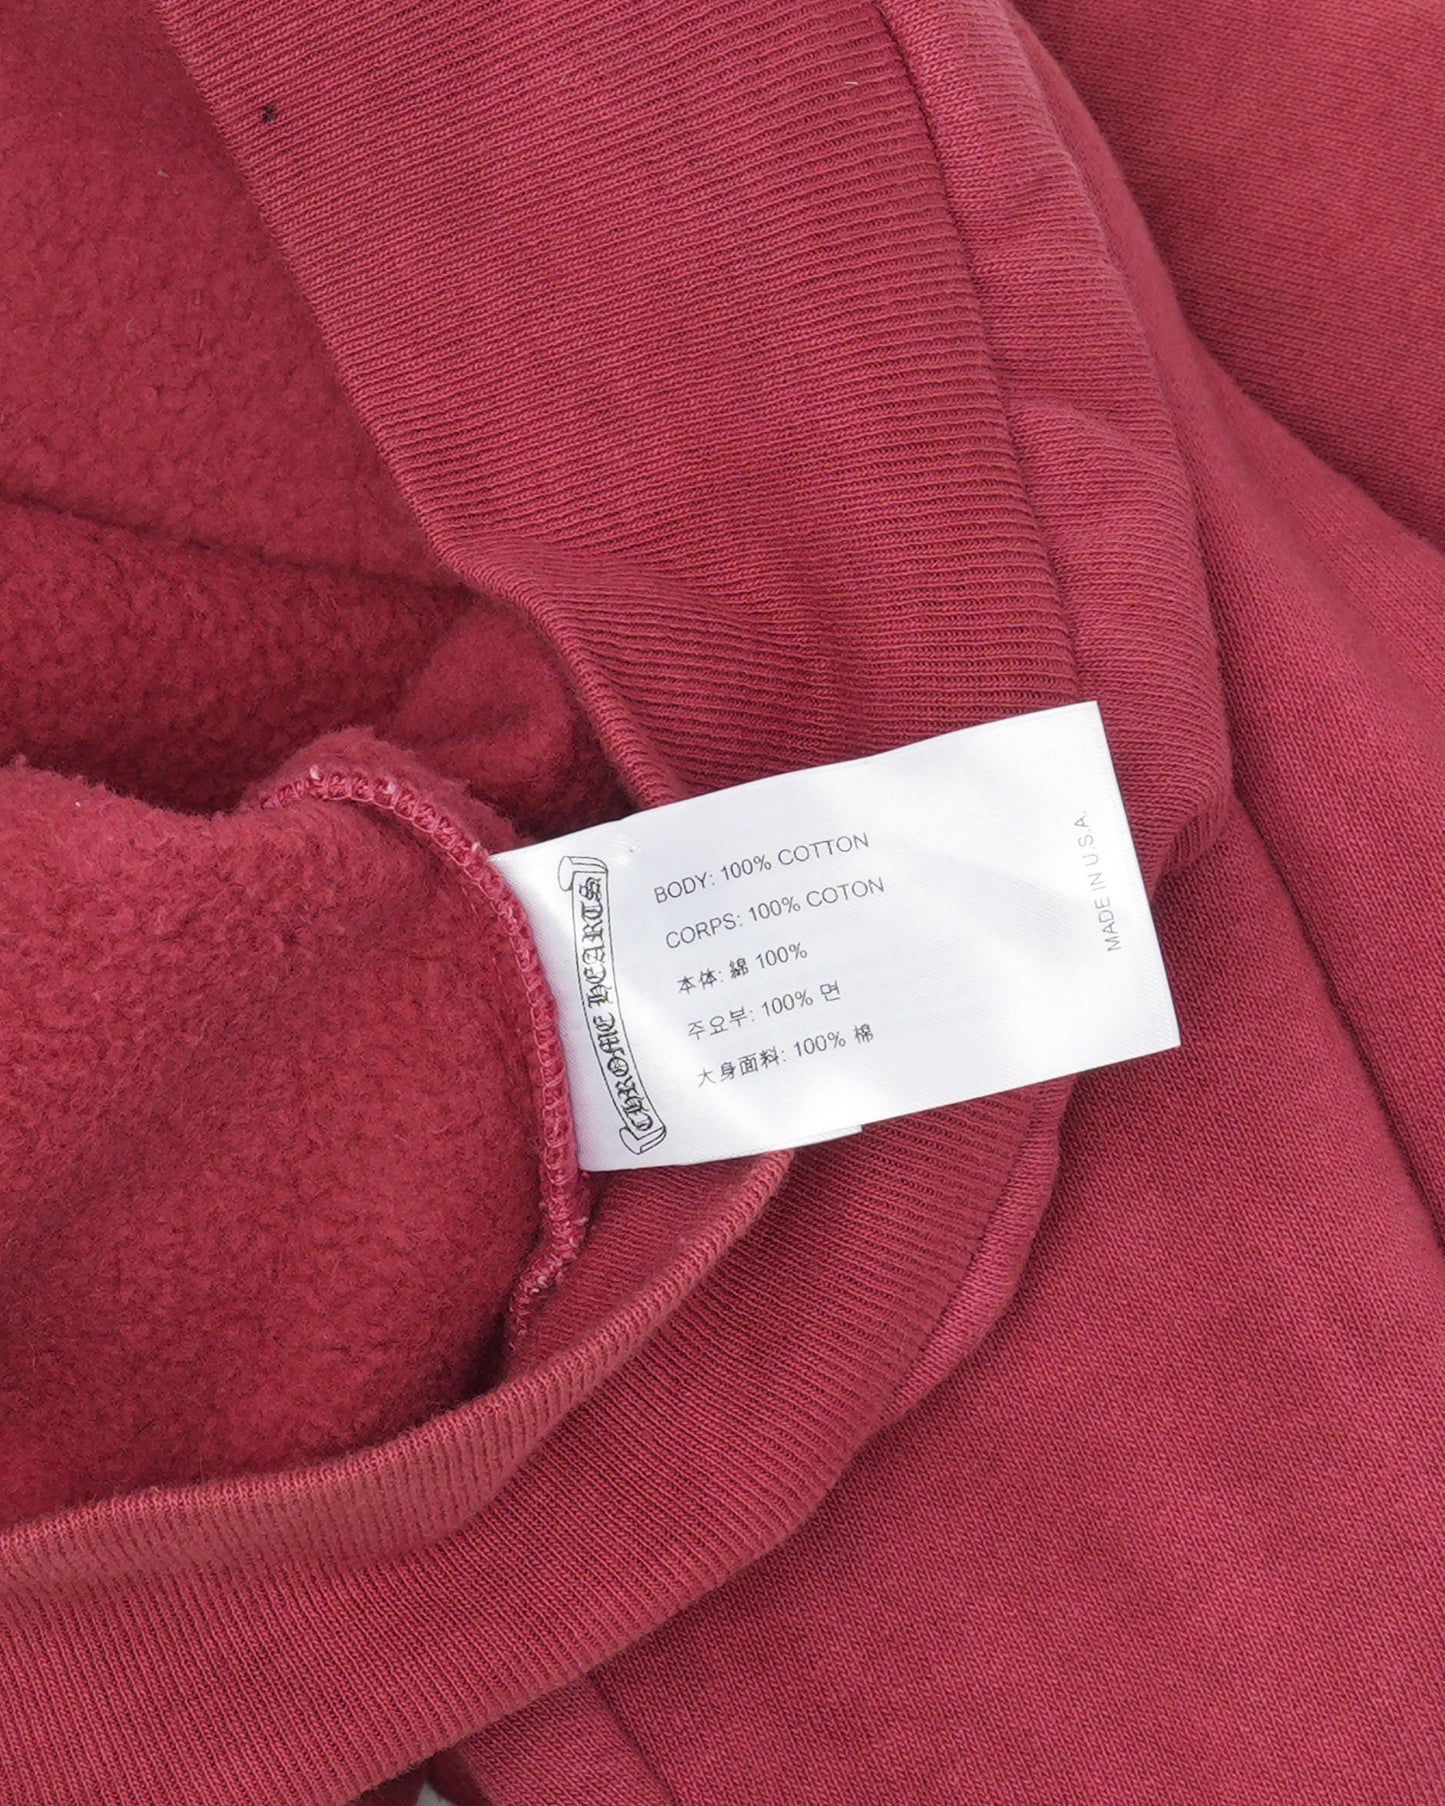 CHROME HEARTS
BODY: 100% COTTON
CORPS: 100% COTON
本体: 綿 100%
주요부: 100% 면
大身面料: 100% 棉
MADE IN U.S.A.